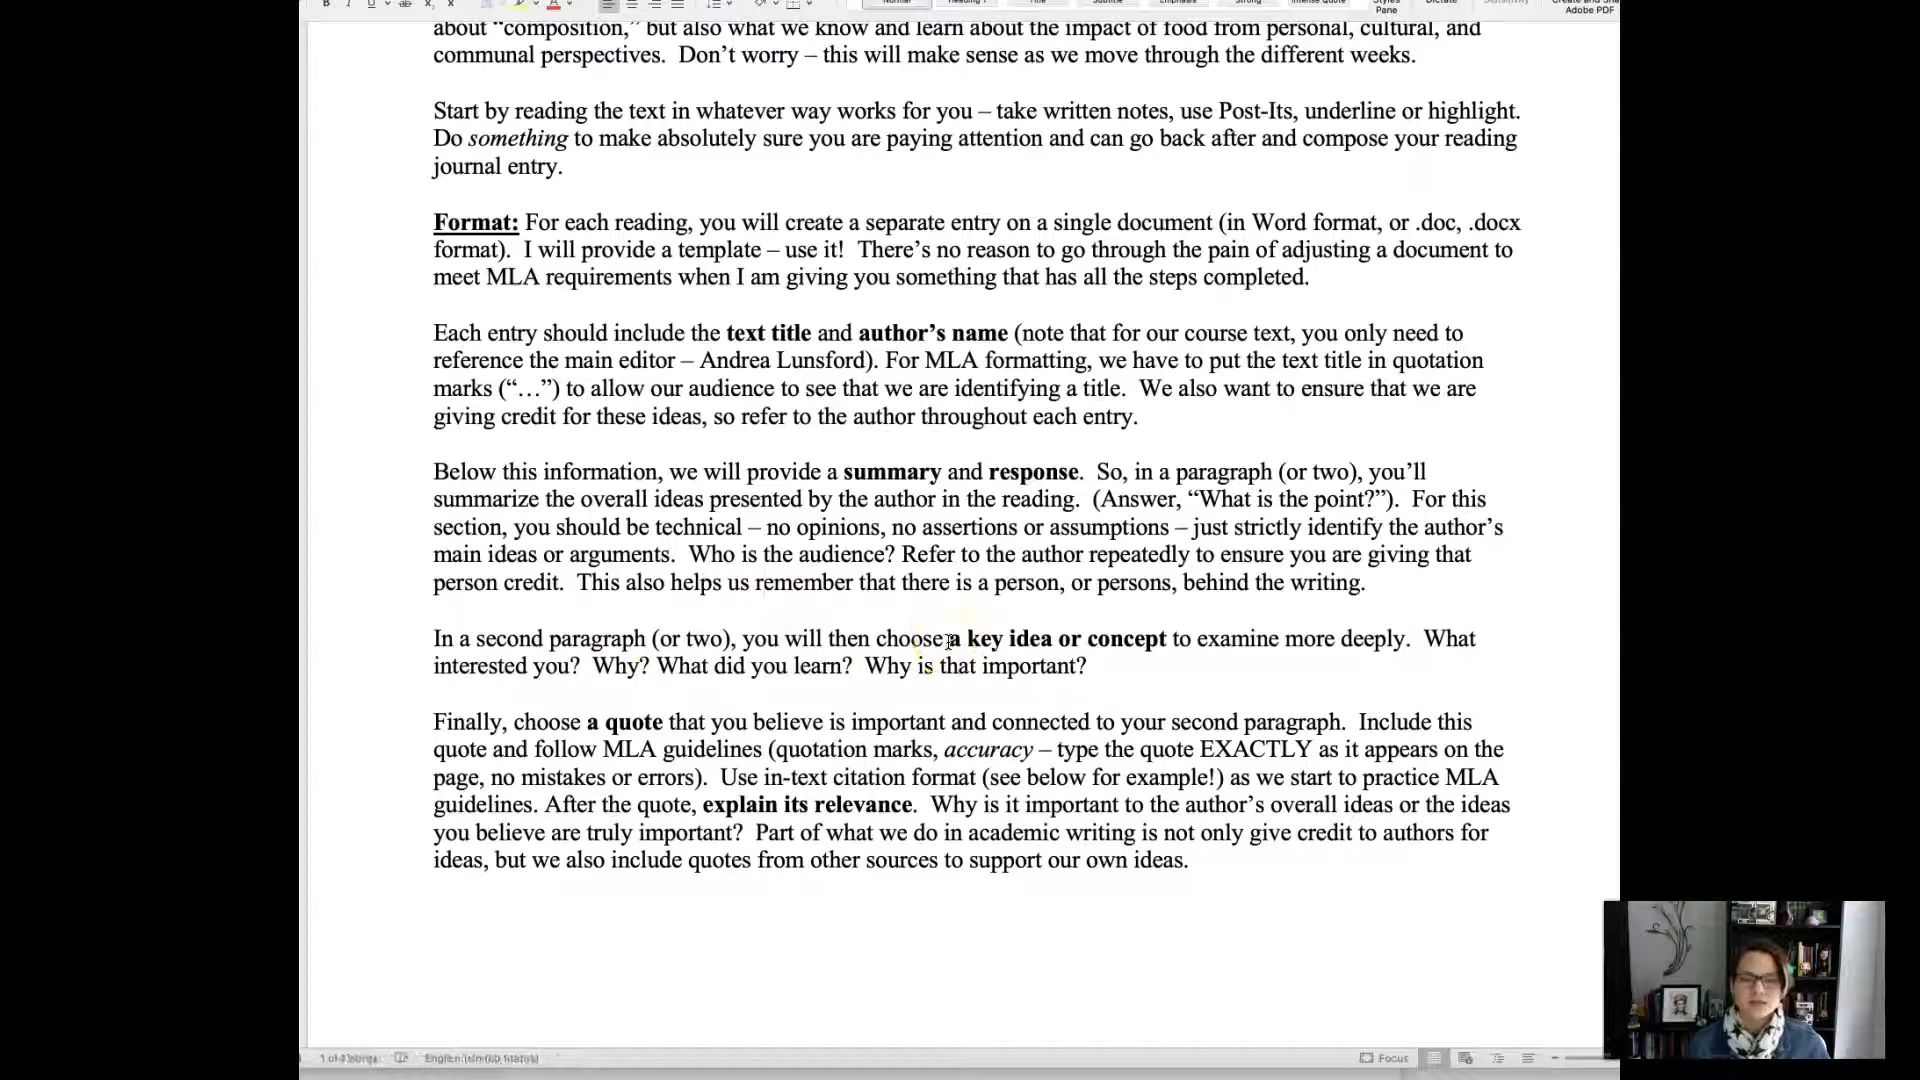 Normal Heading 1 Title Subtitle Emphasis Strong Intense Quote Styles Dictate Sensitivity Create and Share
Pane Adobe PDF
about “composition,” but also what we know and learn about the impact of food from personal, cultural, and
communal perspectives.  Don’t worry – this will make sense as we move through the different weeks.
Start by reading the text in whatever way works for you – take written notes, use Post-Its, underline or highlight.
Do something to make absolutely sure you are paying attention and can go back after and compose your reading
journal entry.
Format: For each reading, you will create a separate entry on a single document (in Word format, or .doc, .docx
format).  I will provide a template – use it!  There’s no reason to go through the pain of adjusting a document to
meet MLA requirements when I am giving you something that has all the steps completed.
Each entry should include the text title and author’s name (note that for our course text, you only need to
reference the main editor – Andrea Lunsford). For MLA formatting, we have to put the text title in quotation
marks (“…”) to allow our audience to see that we are identifying a title.  We also want to ensure that we are
giving credit for these ideas, so refer to the author throughout each entry.
Below this information, we will provide a summary and response.  So, in a paragraph (or two), you’ll
summarize the overall ideas presented by the author in the reading.  (Answer, “What is the point?”).  For this
section, you should be technical – no opinions, no assertions or assumptions – just strictly identify the author’s
main ideas or arguments.  Who is the audience? Refer to the author repeatedly to ensure you are giving that
person credit.  This also helps us remember that there is a person, or persons, behind the writing.
In a second paragraph (or two), you will then choose a key idea or concept to examine more deeply.  What
interested you?  Why? What did you learn?  Why is that important?
Finally, choose a quote that you believe is important and connected to your second paragraph.  Include this
quote and follow MLA guidelines (quotation marks, accuracy – type the quote EXACTLY as it appears on the
page, no mistakes or errors).  Use in-text citation format (see below for example!) as we start to practice MLA
guidelines. After the quote, explain its relevance.  Why is it important to the author’s overall ideas or the ideas
you believe are truly important?  Part of what we do in academic writing is not only give credit to authors for
ideas, but we also include quotes from other sources to support our own ideas.
Focus